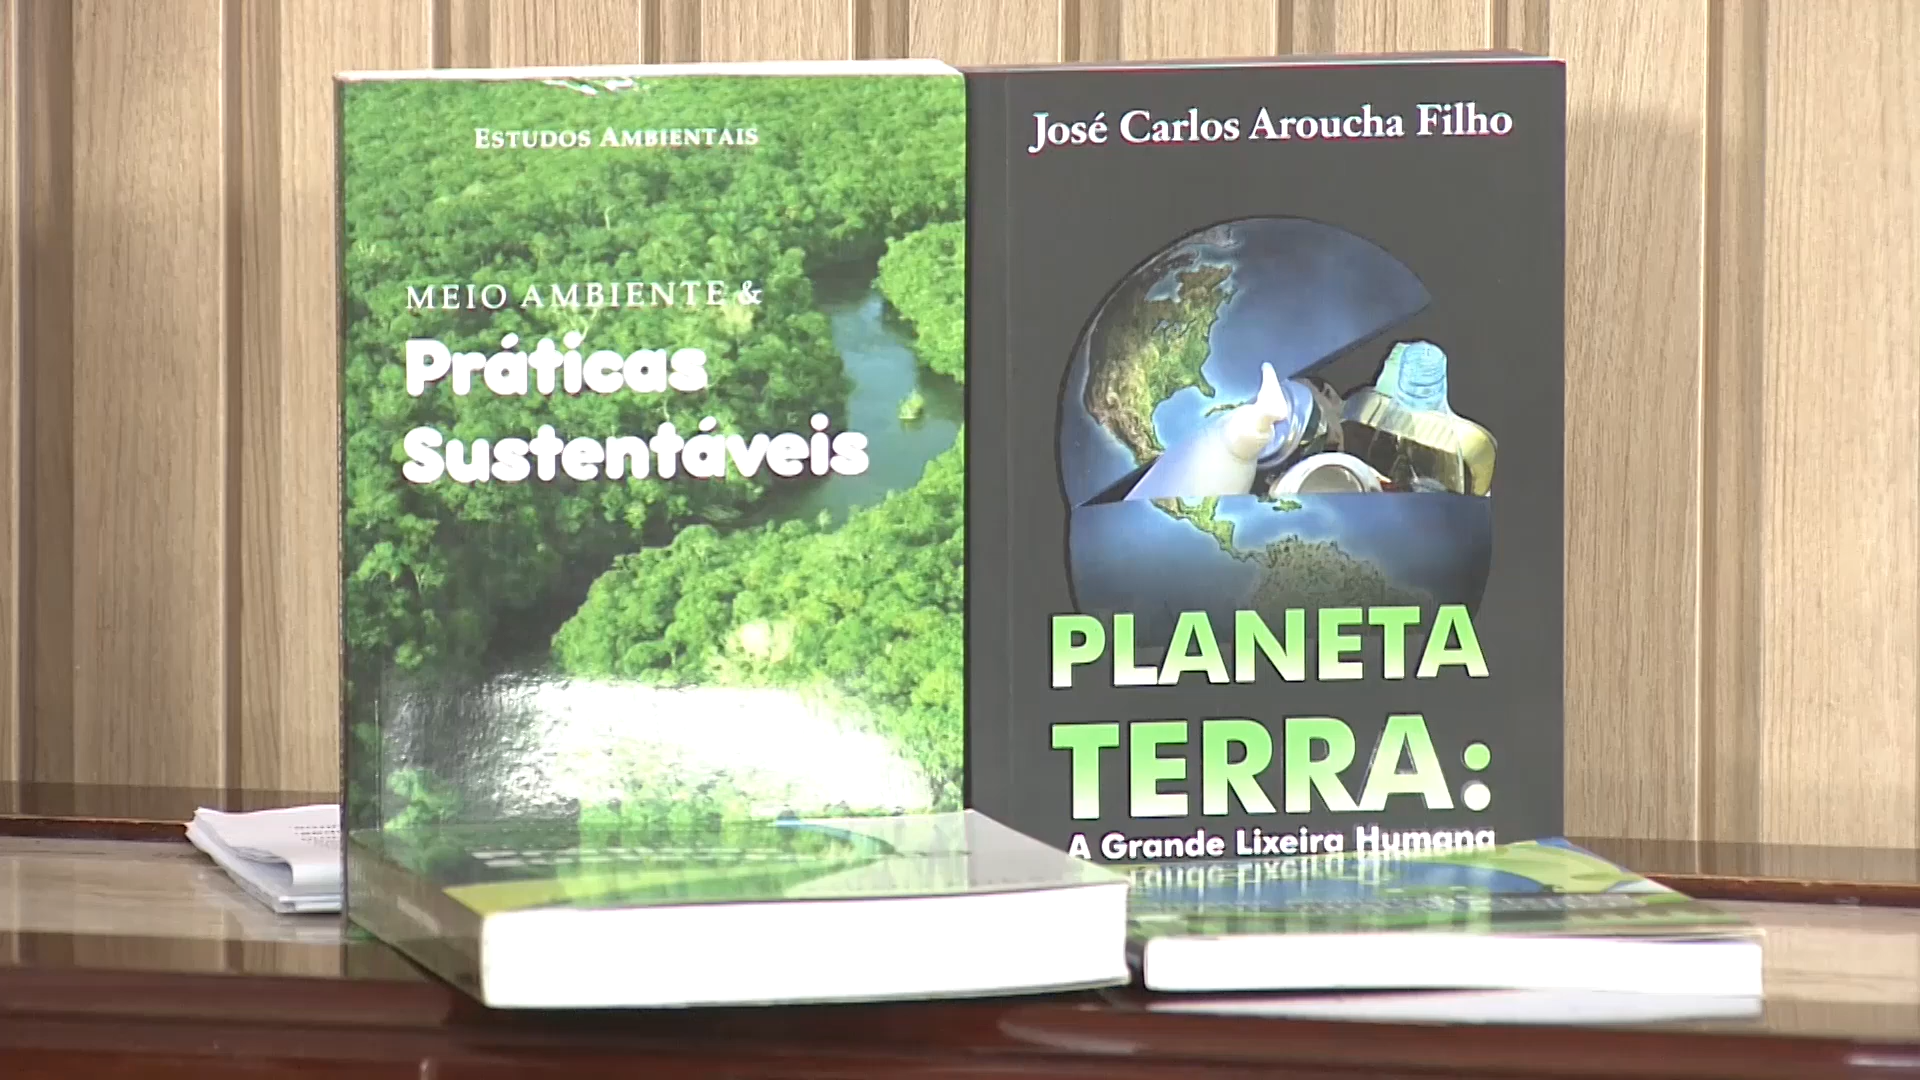 ESTUDOS AMBIENTAIS
MEIO AMBIENTE &
Práticas
Sustentáveis
José Carlos Aroucha Filho
PLANETA
TERRA:
A Grande Lixeira Humana